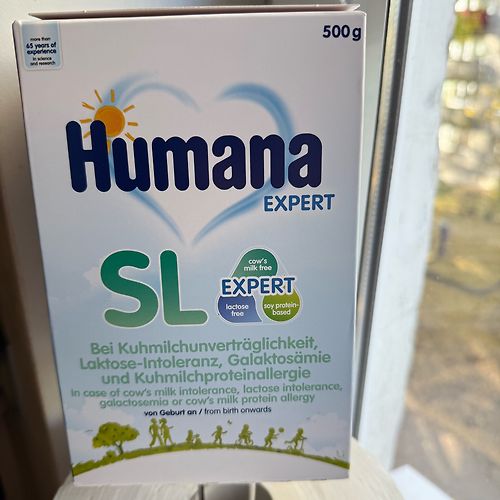 more than
65 years of
experience
in science
and research
500 g
Humana
EXPERT
SL
cow's
milk free
EXPERT
lactose
free
soy protein-
based
Bei Kuhmilchunverträglichkeit,
Laktose-Intoleranz, Galaktosämie
und Kuhmilchproteinallergie
In case of cow's milk intolerance, lactose intolerance,
galactosemia or cow's milk protein allergy
von Geburt an / from birth onwards